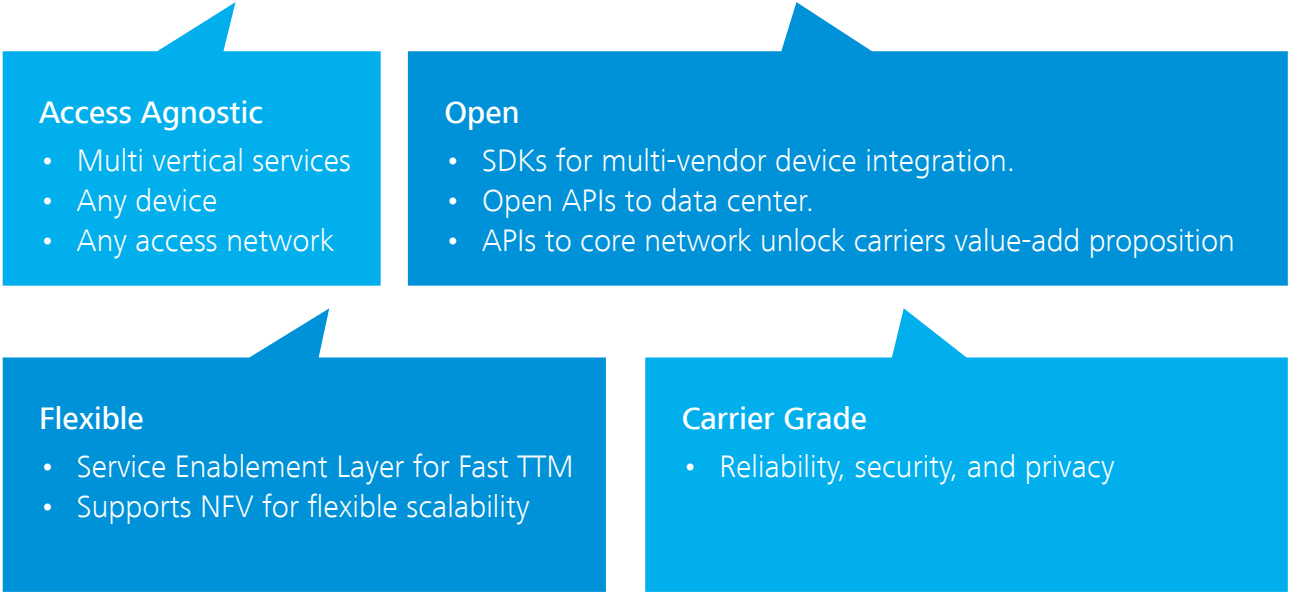 Access Agnostic
• Multi vertical services
• Any device
• Any access network
Open
• SDKs for multi-vendor device integration.
• Open APIs to data center.
• APIs to core network unlock carriers value-add proposition
Flexible
• Service Enablement Layer for Fast TTM
• Supports NFV for flexible scalability
Carrier Grade
• Reliability, security, and privacy